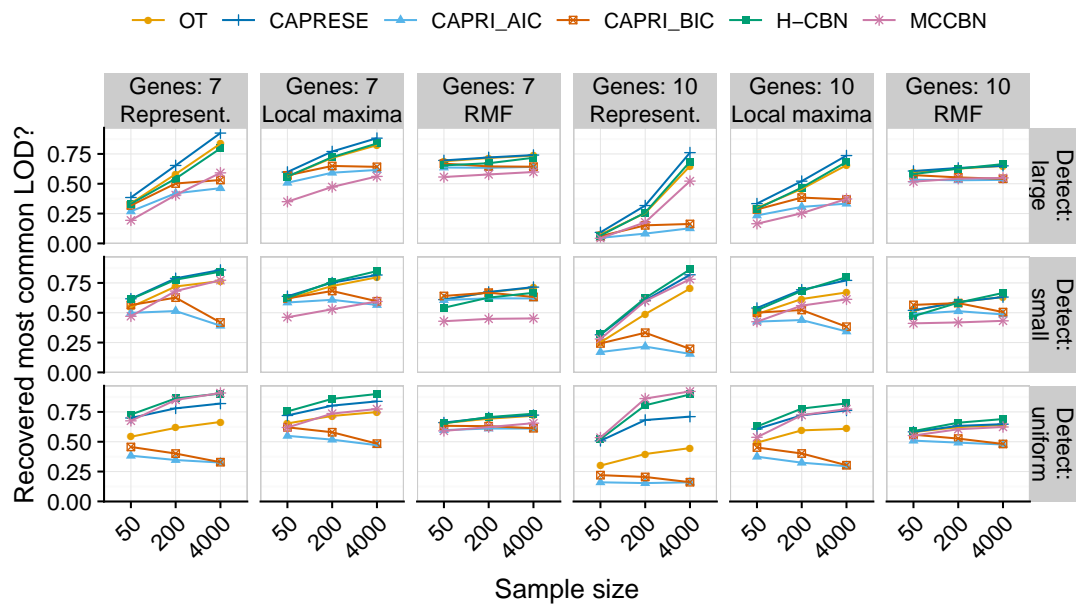 OT CAPRESE CAPRI_AIC CAPRI_BIC H−CBN MCCBN
Genes: 7 Genes: 7 Genes: 7 Genes: 10 Genes: 10 Genes: 10
Represent. Local maxima RMF Represent. Local maxima RMF
Recovered most common LOD?
0.75
0.50
0.25
0.00
Detect:
large
0.75
0.50
0.25
0.00
Detect:
small
0.75
0.50
0.25
0.00
Detect:
uniform
50 200 4000 50 200 4000 50 200 4000 50 200 4000 50 200 4000 50 200 4000
Sample size